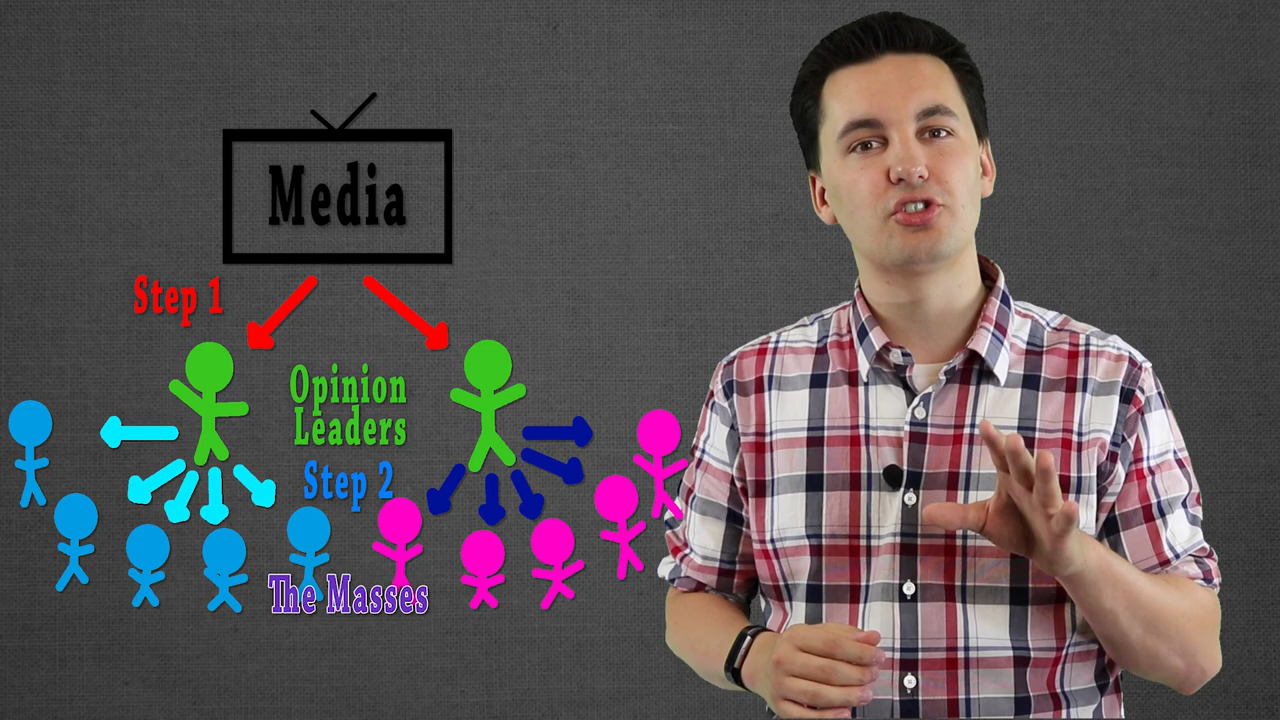 Media
Step 1
Opinion
Leaders
Step 2
The Masses